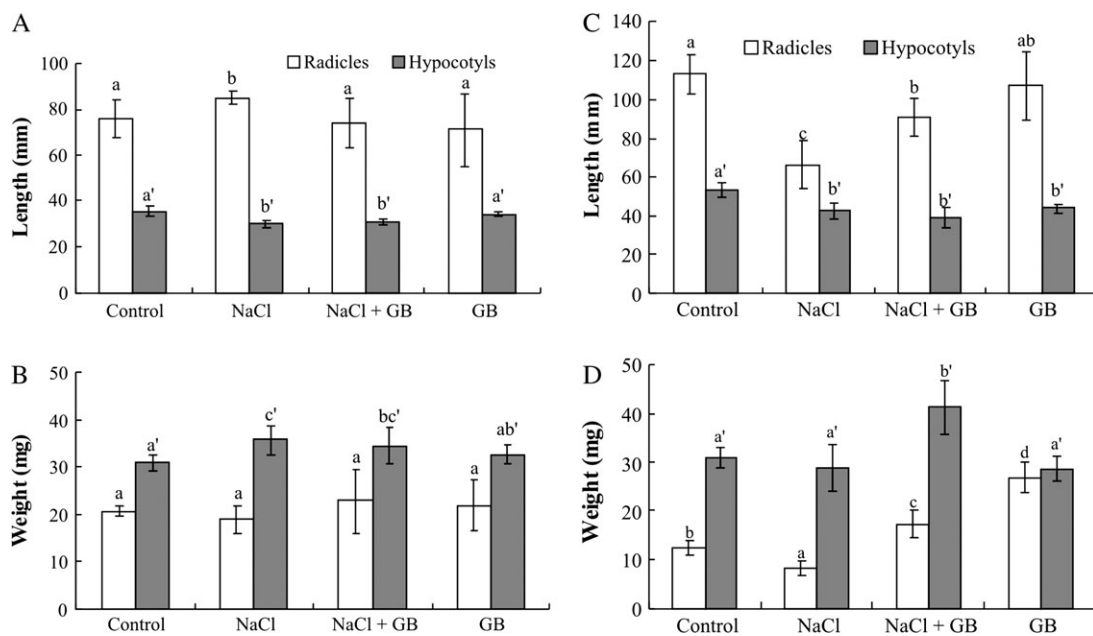 A
Radicles Hypocotyls
Length (mm)
100
80
60
40
20
0
a b a a
a' b' b' a'
Control NaCl NaCl + GB GB
C
Radicles Hypocotyls
Length (mm)
140
120
100
80
60
40
20
0
a c b ab
a' b' b' b'
Control NaCl NaCl + GB GB
B
Weight (mg)
50
40
30
20
10
0
a a a a
a' c' bc' ab'
Control NaCl NaCl + GB GB
D
Weight (mg)
50
40
30
20
10
0
b a c d
a' a' b' a'
Control NaCl NaCl + GB GB